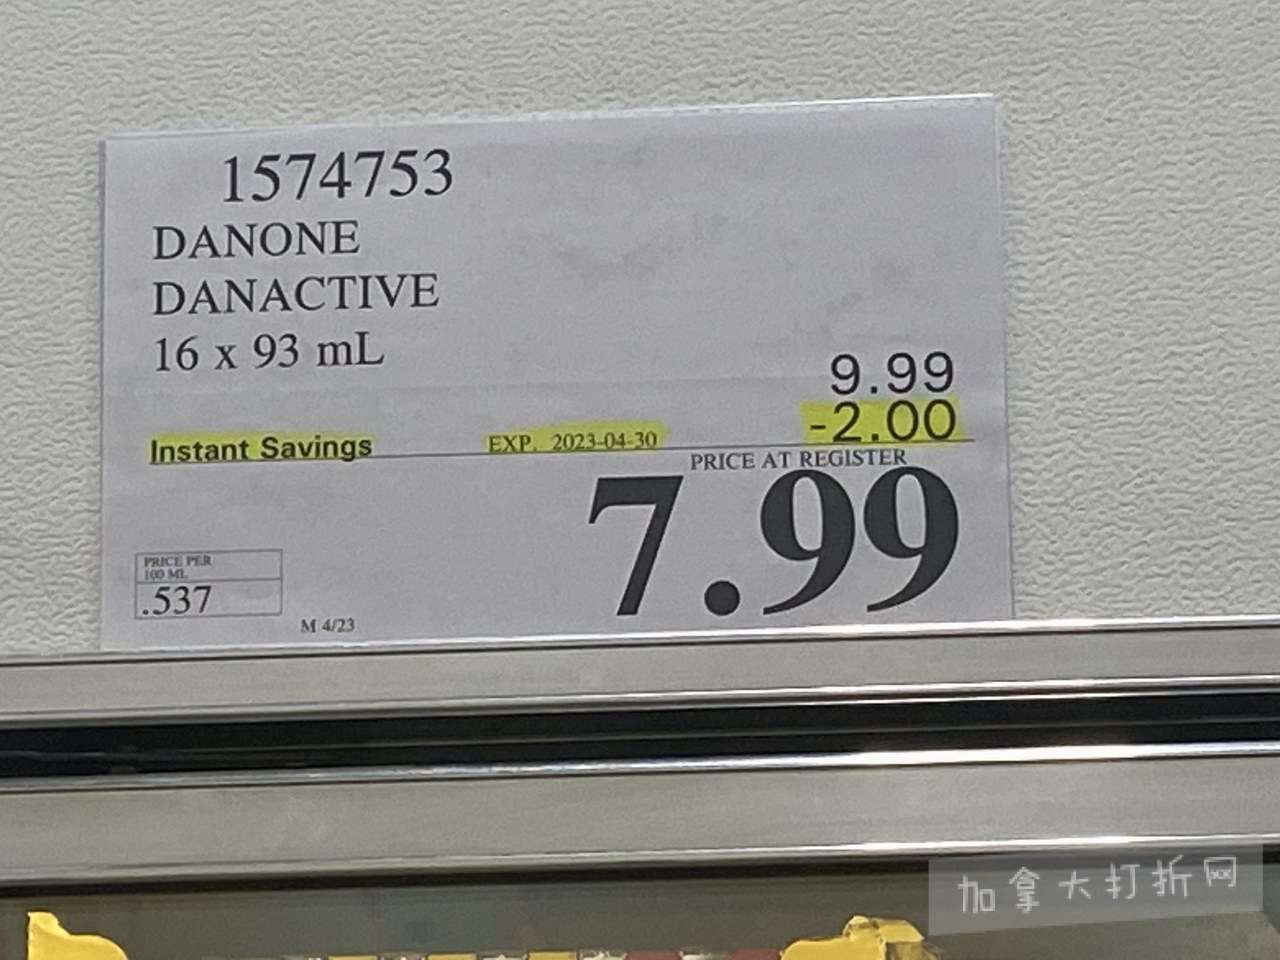 1574753
DANONE
DANACTIVE
16 x 93 mL
9.99
Instant Savings EXP. 2023-04-30 -2.00
PRICE AT REGISTER
7.99
PRICE PER
100 ML
.537
M 4/23
加拿大打折网